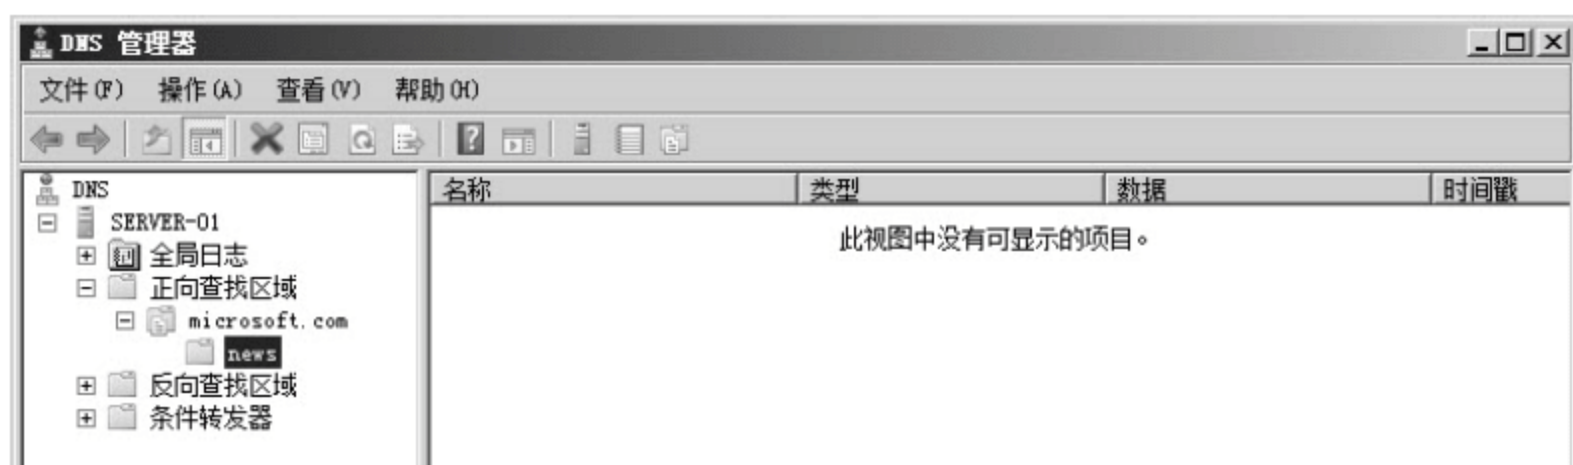 DNS 管理器
文件(F) 操作(A) 查看(V) 帮助(H)
DNS
SERVER-01
全局日志
正向查找区域
microsoft.com
news
反向查找区域
条件转发器
名称 类型 数据 时间戳
此视图中没有可显示的项目。